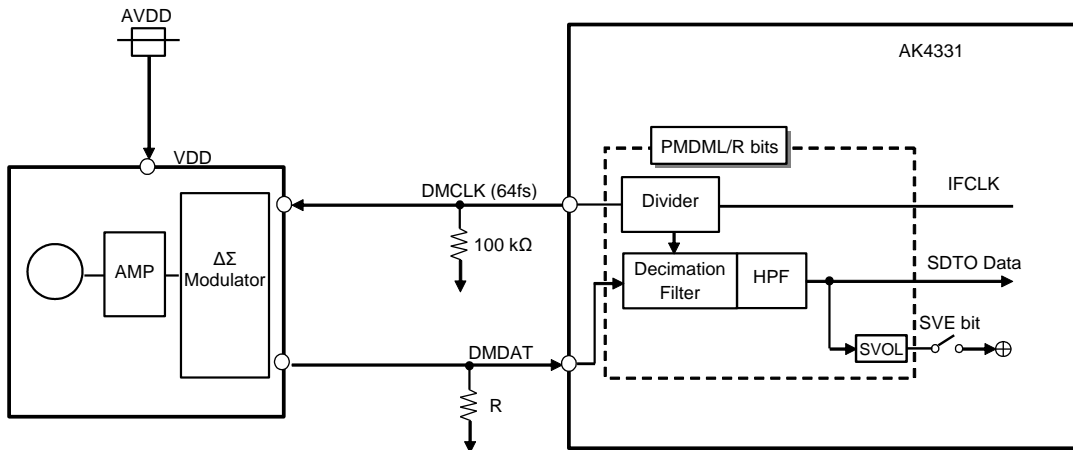 AVDD
AK4331
PMDML/R bits
VDD
DMCLK (64fs)
Divider
IFCLK
100 kΩ
AMP
ΔΣ
Modulator
Decimation
Filter
HPF
SDTO Data
SVE bit
SVOL
DMDAT
R